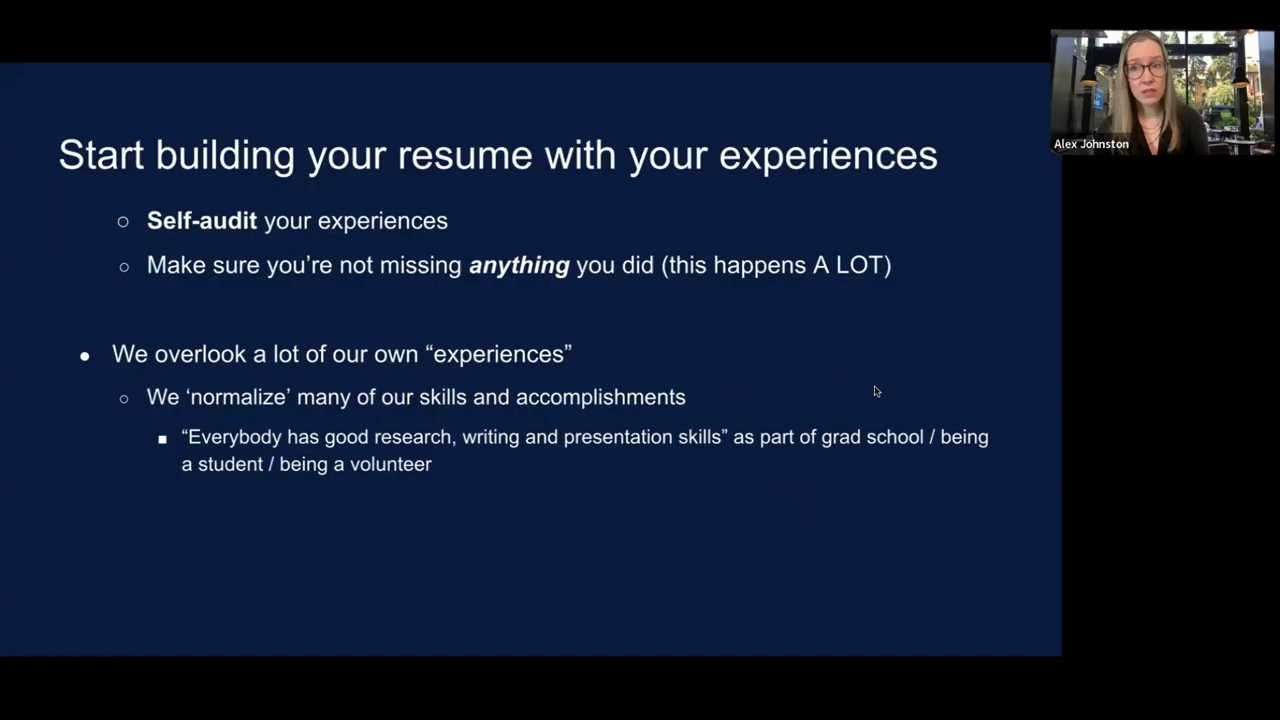 Start building your resume with your experiences
○ Self-audit your experiences
○ Make sure you’re not missing anything you did (this happens A LOT)
● We overlook a lot of our own “experiences”
○ We ‘normalize’ many of our skills and accomplishments
■ “Everybody has good research, writing and presentation skills” as part of grad school / being
a student / being a volunteer
Alex Johnston